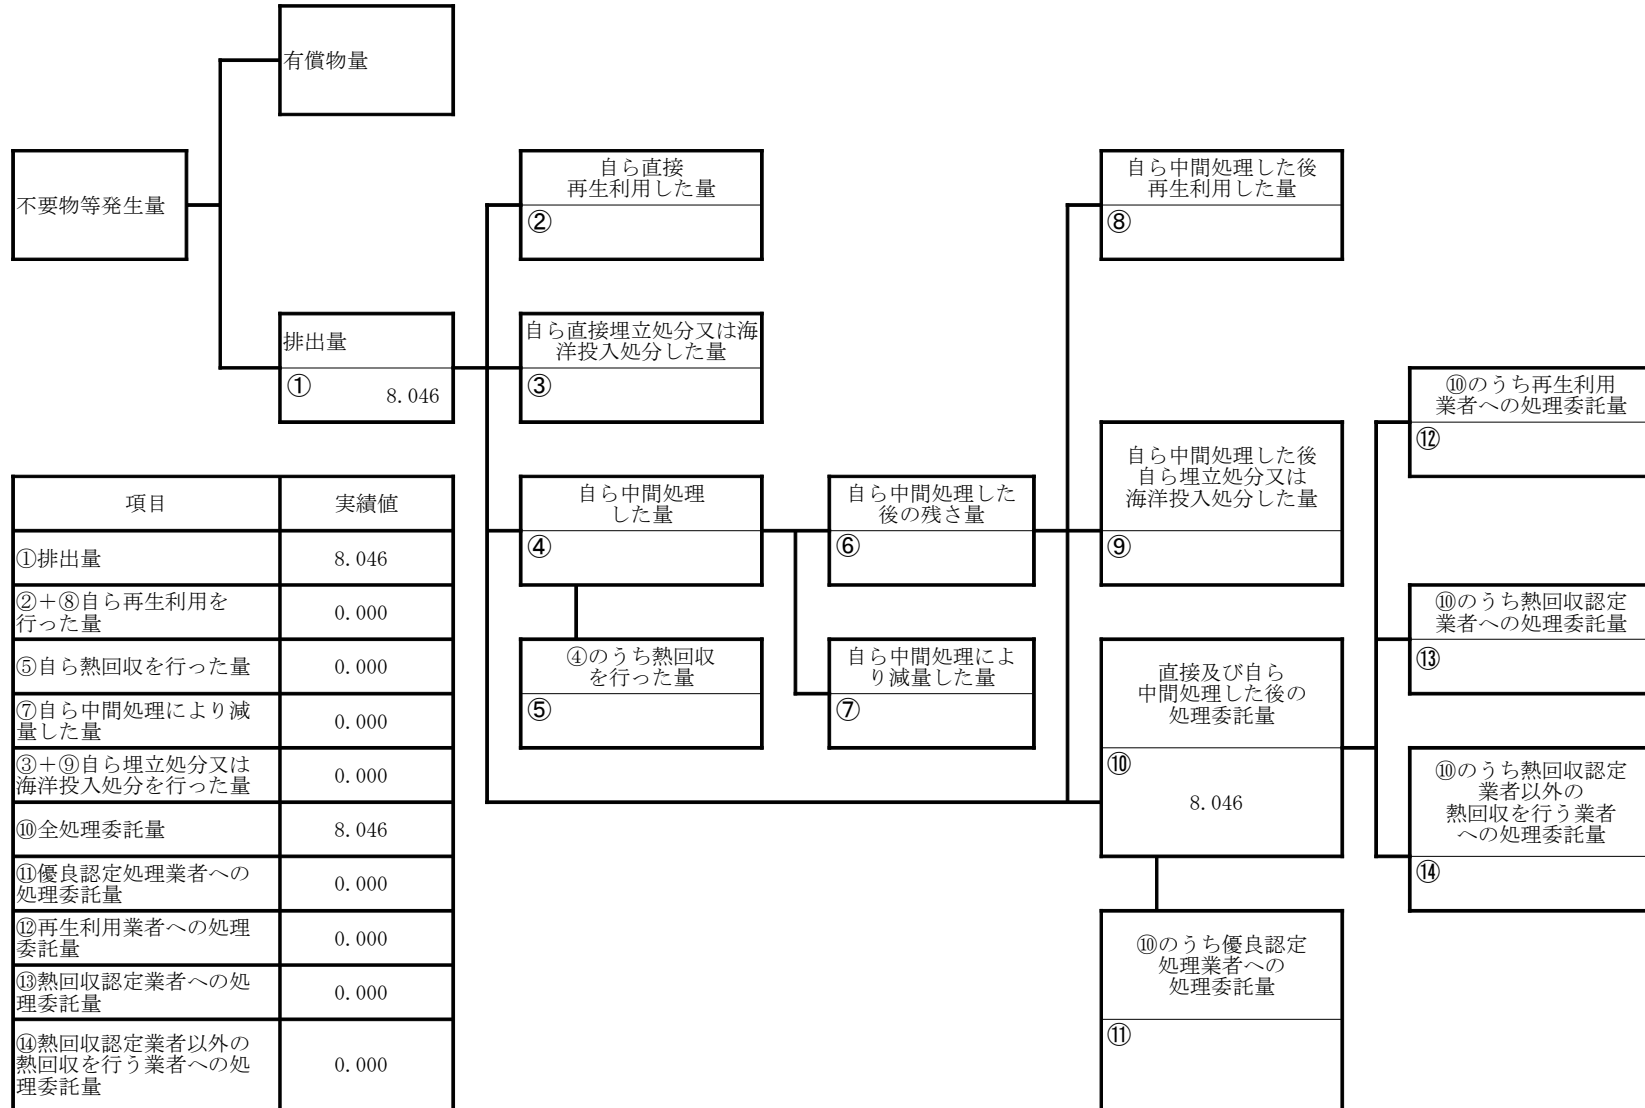 有償物量
不要物等発生量
自ら直接
再生利用した量
②
自ら中間処理した後
再生利用した量
⑧
排出量
① 8.046
自ら直接埋立処分又は海
洋投入処分した量
③
⑩のうち再生利用
業者への処理委託量
⑫
自ら中間処理した後
自ら埋立処分又は
海洋投入処分した量
⑨
自ら中間処理
した量
④
自ら中間処理した
後の残さ量
⑥
④のうち熱回収
を行った量
⑤
自ら中間処理によ
り減量した量
⑦
⑩のうち熱回収認定
業者への処理委託量
⑬
直接及び自ら
中間処理した後の
処理委託量
⑩
8.046
⑩のうち熱回収認定
業者以外の
熱回収を行う業者
への処理委託量
⑭
⑩のうち優良認定
処理業者への
処理委託量
⑪
項目 実績値
①排出量 8.046
②＋⑧自ら再生利用を
行った量 0.000
⑤自ら熱回収を行った量 0.000
⑦自ら中間処理により減
量した量 0.000
③＋⑨自ら埋立処分又は
海洋投入処分を行った量 0.000
⑩全処理委託量 8.046
⑪優良認定処理業者への
処理委託量 0.000
⑫再生利用業者への処理
委託量 0.000
⑬熱回収認定業者への処
理委託量 0.000
⑭熱回収認定業者以外の
熱回収を行う業者への処
理委託量 0.000